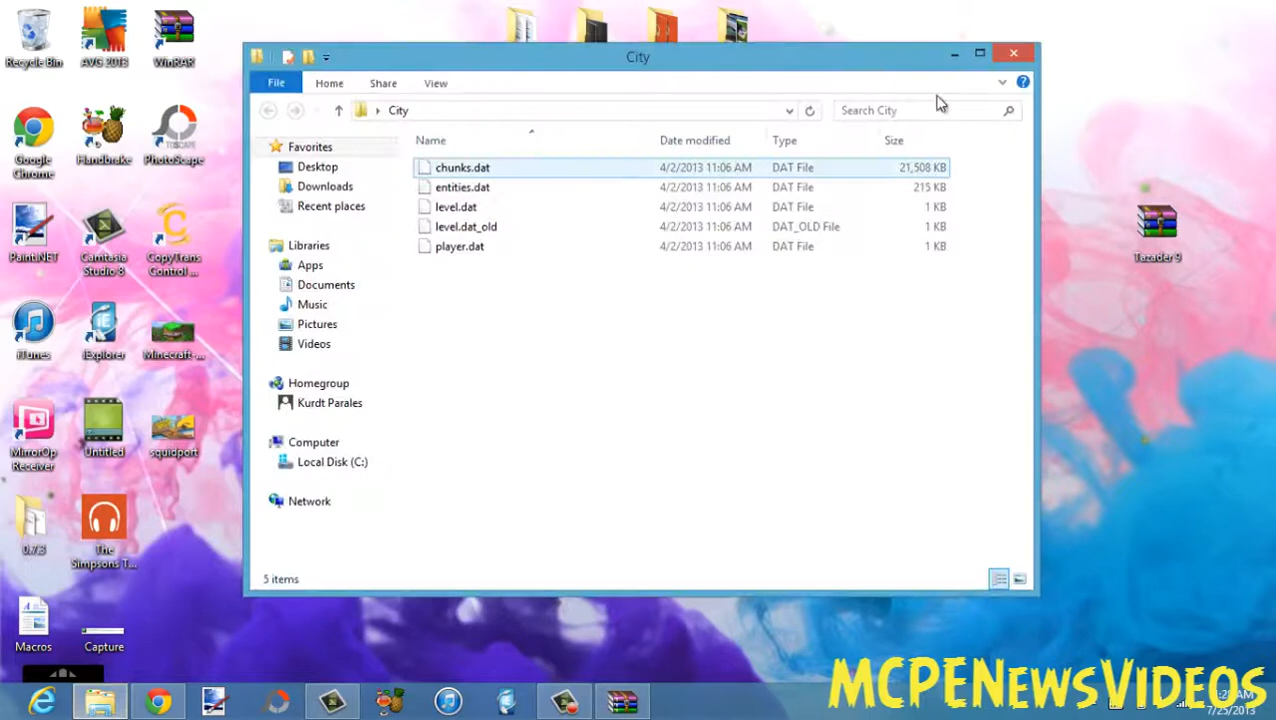 City
File Home Share View
City
Search City
Name Date modified Type Size
chunks.dat 4/2/2013 11:06 AM DAT File 21,508 KB
entities.dat 4/2/2013 11:06 AM DAT File 215 KB
level.dat 4/2/2013 11:06 AM DAT File 1 KB
level.dat_old 4/2/2013 11:06 AM DAT_OLD File 1 KB
player.dat 4/2/2013 11:06 AM DAT File 1 KB
Favorites
Desktop
Downloads
Recent places
Libraries
Apps
Documents
Music
Pictures
Videos
Homegroup
Kurdt Parales
Computer
Local Disk (C:)
Network
5 items
Recycle Bin
AVG 2013
WinRAR
Google
Chrome
Handbrake
PhotoScape
Paint.NET
Camtasia
Studio 8
CopyTrans
Control ...
iTunes
iExplorer
Minecraft-...
MirrorOp
Receiver
Untitled
squidport
0.7.3
The
Simpsons T...
Macros
Capture
Tazader 9
MCPENewsVideos
7/25/2013